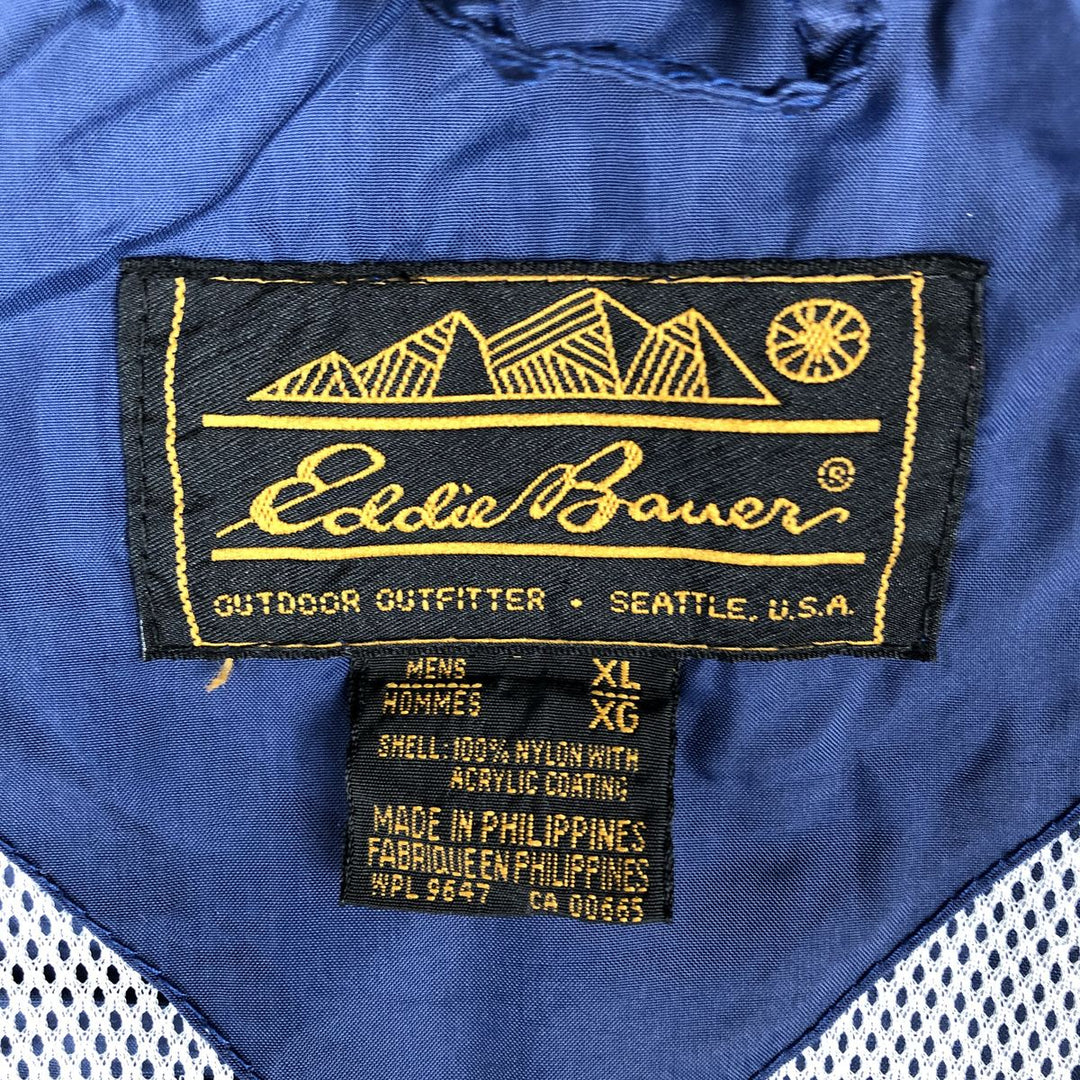 Eddie Bauer ®
OUTDOOR OUTFITTER • SEATTLE, U.S.A.
MENS XL
HOMMES XG
SHELL: 100% NYLON WITH
ACRYLIC COATING
MADE IN PHILIPPINES
FABRIQUE EN PHILIPPINES
WPL 9647 CA 00665